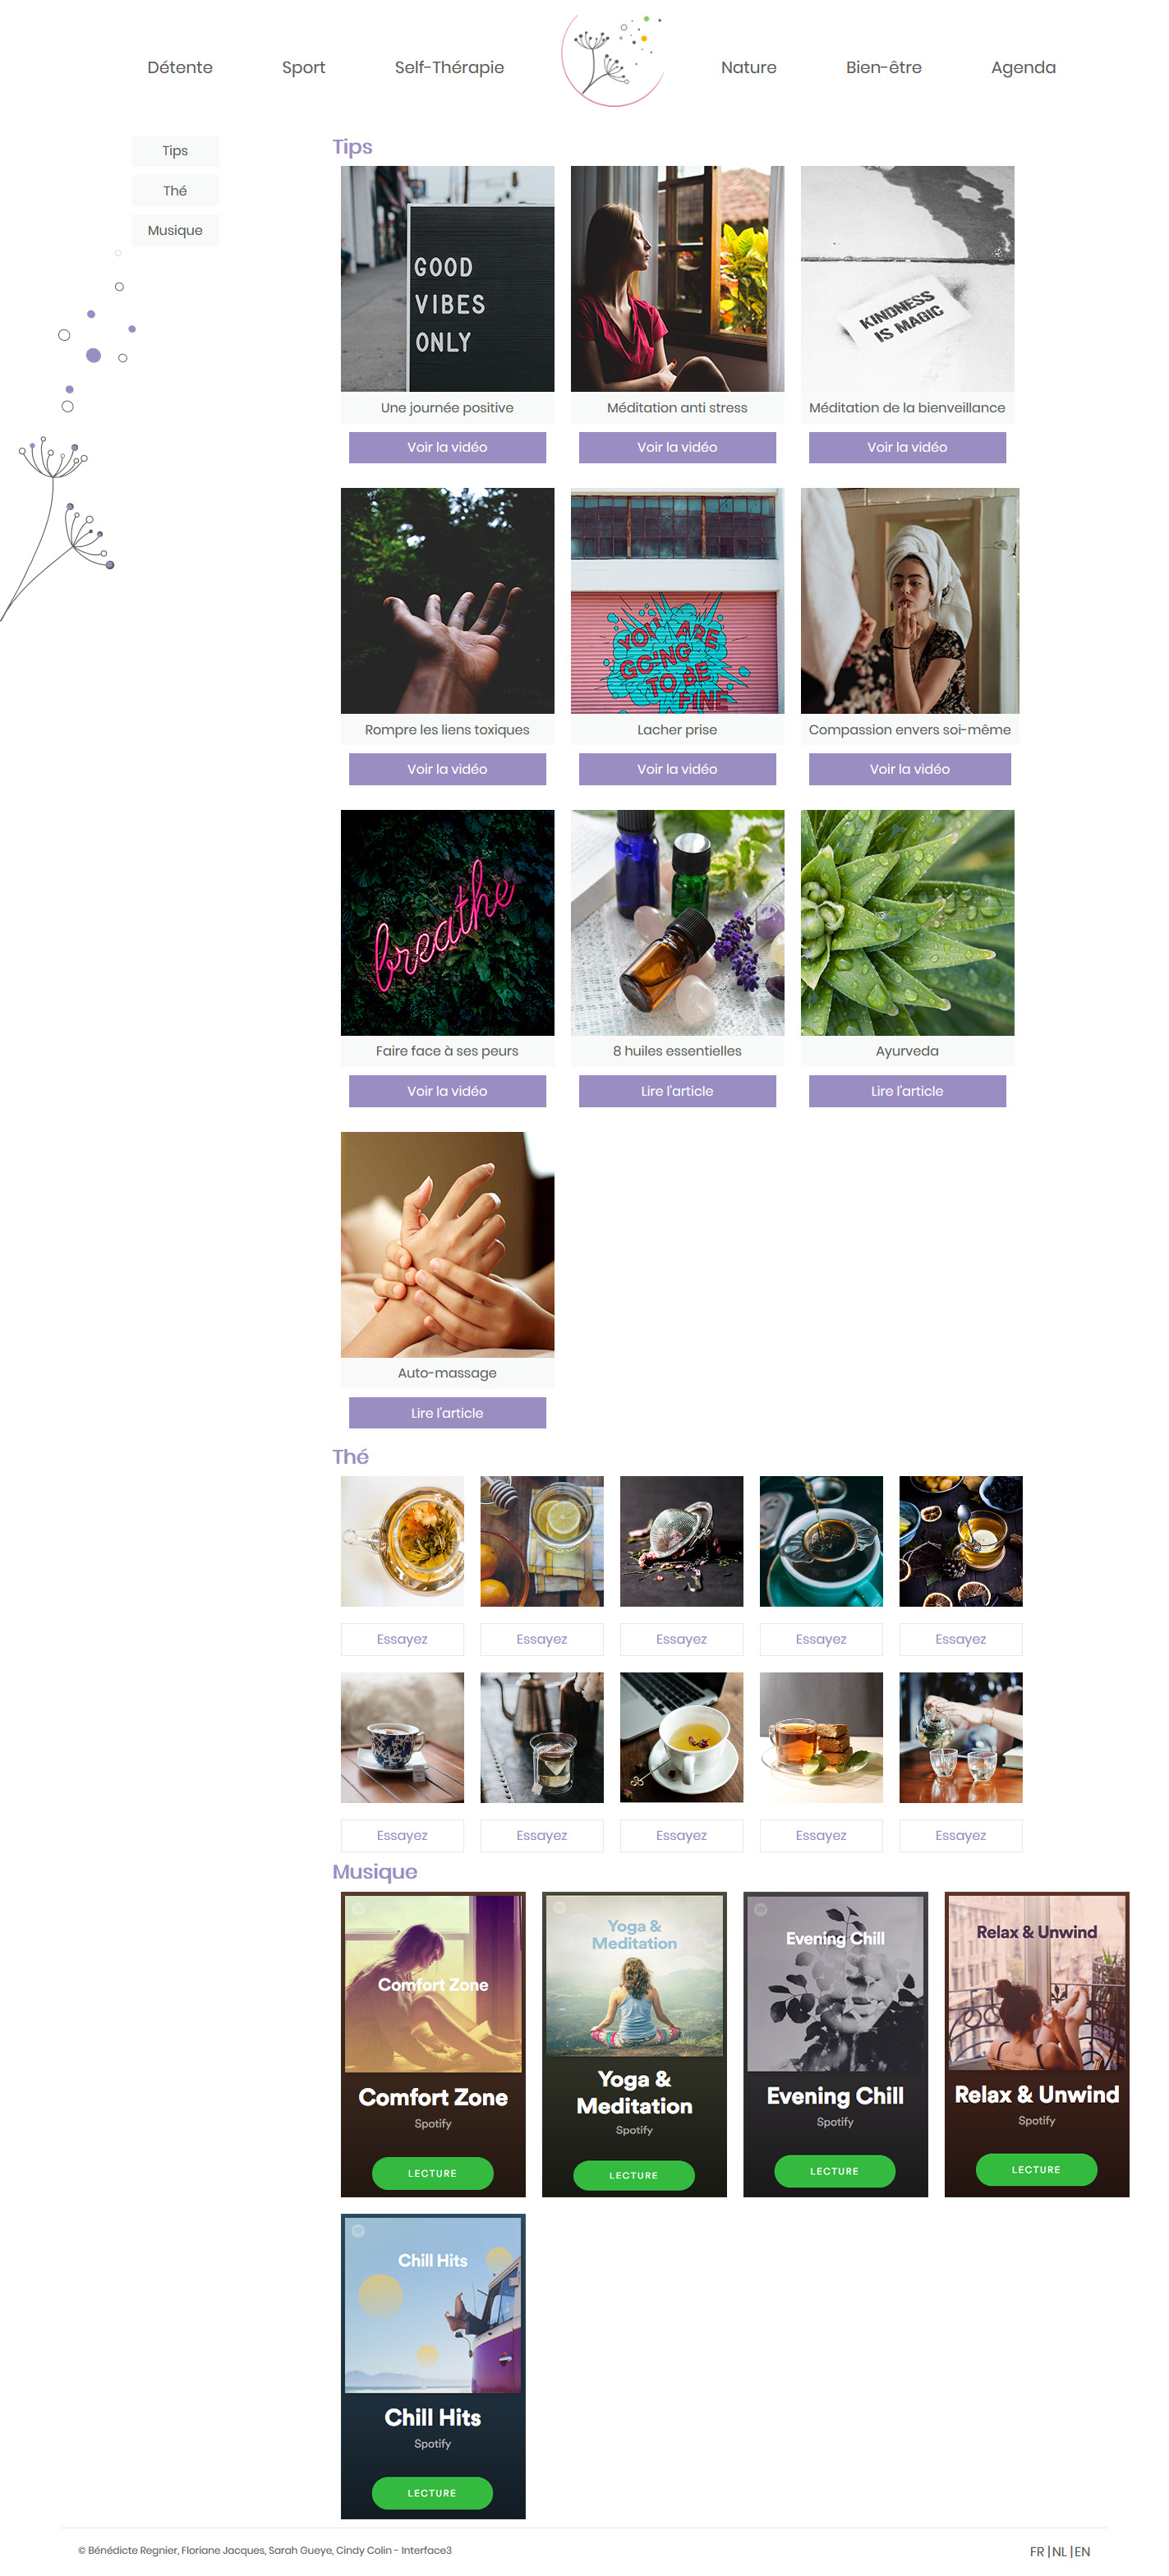 Détente Sport Self-Thérapie Nature Bien-être Agenda
Tips
Thé
Musique
Tips
GOOD
VIBES
ONLY
KINDNESS
IS MAGIC
Une journée positive Méditation anti stress Méditation de la bienveillance
Voir la vidéo Voir la vidéo Voir la vidéo
YOU ARE
GOING
TO BE
FINE
Rompre les liens toxiques Lacher prise Compassion envers soi-même
Voir la vidéo Voir la vidéo Voir la vidéo
breathe
Faire face à ses peurs 8 huiles essentielles Ayurveda
Voir la vidéo Lire l'article Lire l'article
Auto-massage
Lire l'article
Thé
Essayez Essayez Essayez Essayez Essayez
Essayez Essayez Essayez Essayez Essayez
Musique
Comfort Zone
Comfort Zone
Spotify
LECTURE
Yoga &
Meditation
Yoga &
Meditation
Spotify
LECTURE
Evening Chill
Evening Chill
Spotify
LECTURE
Relax & Unwind
Relax & Unwind
Spotify
LECTURE
Chill Hits
Chill Hits
Spotify
LECTURE
© Bénédicte Regnier, Floriane Jacques, Sarah Gueye, Cindy Colin - Interface3
FR | NL | EN